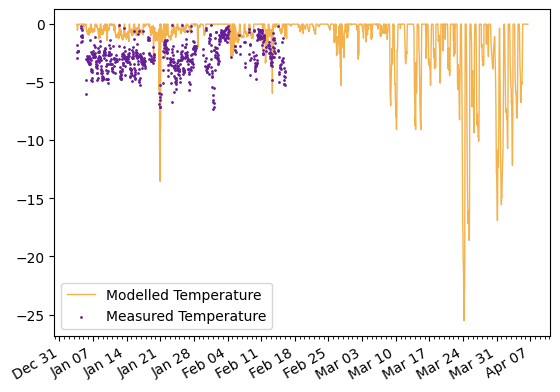 0
−5
−10
−15
−20
−25
Modelled Temperature
Measured Temperature
Dec 31
Jan 07
Jan 14
Jan 21
Jan 28
Feb 04
Feb 11
Feb 18
Feb 25
Mar 03
Mar 10
Mar 17
Mar 24
Mar 31
Apr 07